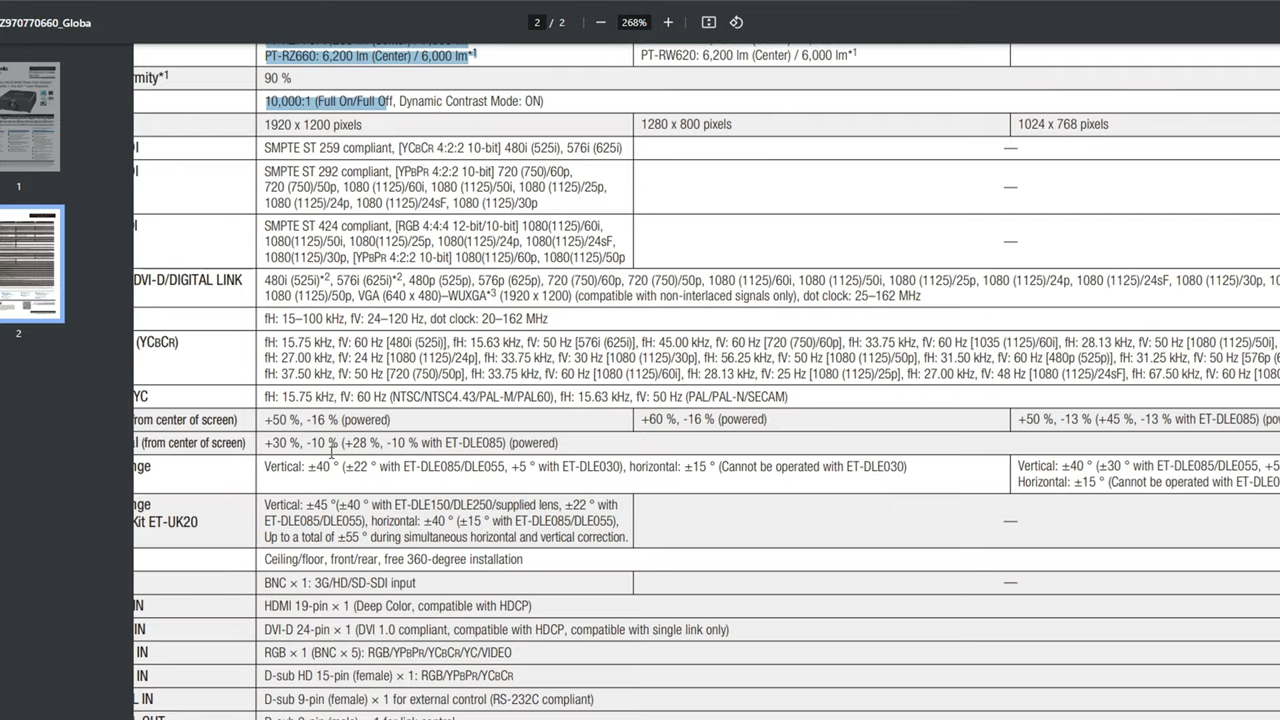 Z970770660_Globa
2 / 2
268%
PT-RZ660: 6,200 lm (Center) / 6,000 lm*1
PT-RW620: 6,200 lm (Center) / 6,000 lm*1
rmity*1
90 %
10,000:1 (Full On/Full Off, Dynamic Contrast Mode: ON)
1920 x 1200 pixels
1280 x 800 pixels
1024 x 768 pixels
DI
SMPTE ST 259 compliant, [YCBCR 4:2:2 10-bit] 480i (525i), 576i (625i)
—
DI
SMPTE ST 292 compliant, [YPBPR 4:2:2 10-bit] 720 (750)/60p,
720 (750)/50p, 1080 (1125)/60i, 1080 (1125)/50i, 1080 (1125)/25p,
1080 (1125)/24p, 1080 (1125)/24sF, 1080 (1125)/30p
—
DI
SMPTE ST 424 compliant, [RGB 4:4:4 12-bit/10-bit] 1080(1125)/60i,
1080(1125)/50i, 1080(1125)/25p, 1080(1125)/24p, 1080(1125)/24SF,
1080(1125)/30p, [YPBPR 4:2:2 10-bit] 1080(1125)/60p, 1080(1125)/50p
—
DVI-D/DIGITAL LINK
480i (525i)*2, 576i (625i)*2, 480p (525p), 576p (625p), 720 (750)/60p, 720 (750)/50p, 1080 (1125)/60i, 1080 (1125)/50i, 1080 (1125)/25p, 1080 (1125)/24p, 1080 (1125)/24sF, 1080 (1125)/30p, 10
1080 (1125)/50p, VGA (640 x 480)–WUXGA*3 (1920 x 1200) (compatible with non-interlaced signals only), dot clock: 25–162 MHz
fH: 15–100 kHz, fV: 24–120 Hz, dot clock: 20–162 MHz
(YCBCR)
fH: 15.75 kHz, fV: 60 Hz [480i (525i)], fH: 15.63 kHz, fV: 50 Hz [576i (625i)], fH: 45.00 kHz, fV: 60 Hz [720 (750)/60p], fH: 33.75 kHz, fV: 60 Hz [1035 (1125)/60i], fH: 28.13 kHz, fV: 50 Hz [1080 (1125)/50i],
fH: 27.00 kHz, fV: 24 Hz [1080 (1125)/24p], fH: 33.75 kHz, fV: 30 Hz [1080 (1125)/30p], fH: 56.25 kHz, fV: 50 Hz [1080 (1125)/50p], fH: 31.50 kHz, fV: 60 Hz [480p (525p)], fH: 31.25 kHz, fV: 50 Hz [576p (6
fH: 37.50 kHz, fV: 50 Hz [720 (750)/50p], fH: 33.75 kHz, fV: 60 Hz [1080 (1125)/60i], fH: 28.13 kHz, fV: 25 Hz [1080 (1125)/25p], fH: 27.00 kHz, fV: 48 Hz [1080 (1125)/24sF], fH: 67.50 kHz, fV: 60 Hz [1080
YC
fH: 15.75 kHz, fV: 60 Hz (NTSC/NTSC4.43/PAL-M/PAL60), fH: 15.63 kHz, fV: 50 Hz (PAL/PAL-N/SECAM)
from center of screen)
+50 %, -16 % (powered)
+60 %, -16 % (powered)
+50 %, -13 % (+45 %, -13 % with ET-DLE085) (pow
l (from center of screen)
+30 %, -10 % (+28 %, -10 % with ET-DLE085) (powered)
nge
Vertical: ±40 ° (±22 ° with ET-DLE085/DLE055, +5 ° with ET-DLE030), horizontal: ±15 ° (Cannot be operated with ET-DLE030)
Vertical: ±40 ° (±30 ° with ET-DLE085/DLE055, +5
Horizontal: ±15 ° (Cannot be operated with ET-DLE0
nge
Kit ET-UK20
Vertical: ±45 °(±40 ° with ET-DLE150/DLE250/supplied lens, ±22 ° with
ET-DLE085/DLE055), horizontal: ±40 ° (±15 ° with ET-DLE085/DLE055),
Up to a total of ±55 ° during simultaneous horizontal and vertical correction.
—
Ceiling/floor, front/rear, free 360-degree installation
BNC × 1: 3G/HD/SD-SDI input
—
IN
HDMI 19-pin × 1 (Deep Color, compatible with HDCP)
IN
DVI-D 24-pin × 1 (DVI 1.0 compliant, compatible with HDCP, compatible with single link only)
IN
RGB × 1 (BNC × 5): RGB/YPBPR/YCBCR/YC/VIDEO
IN
D-sub HD 15-pin (female) × 1: RGB/YPBPR/YCBCR
L IN
D-sub 9-pin (female) × 1 for external control (RS-232C compliant)
1
2